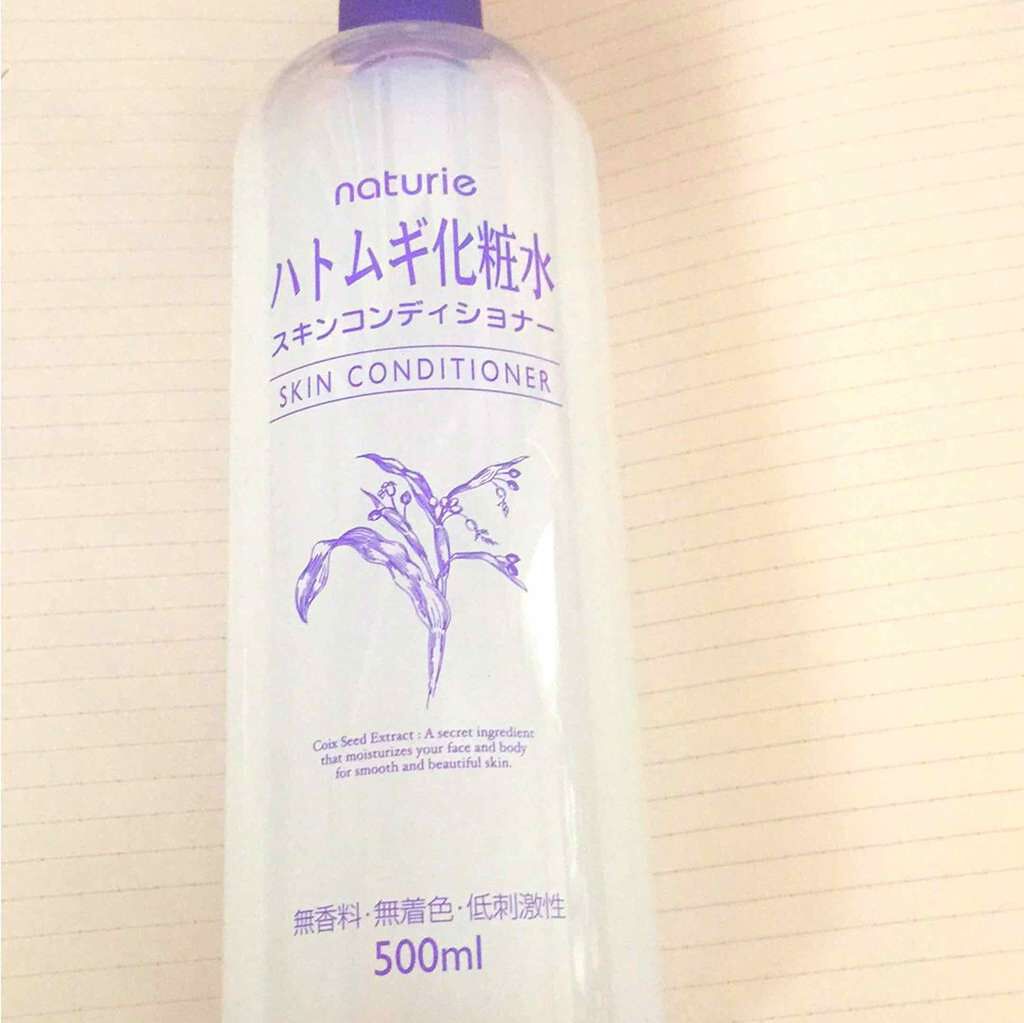 naturie
ハトムギ化粧水
スキンコンディショナー
SKIN CONDITIONER
Coix Seed Extract : A secret ingredient
that moisturizes your face and body
for smooth and beautiful skin.
無香料・無着色・低刺激性
500ml